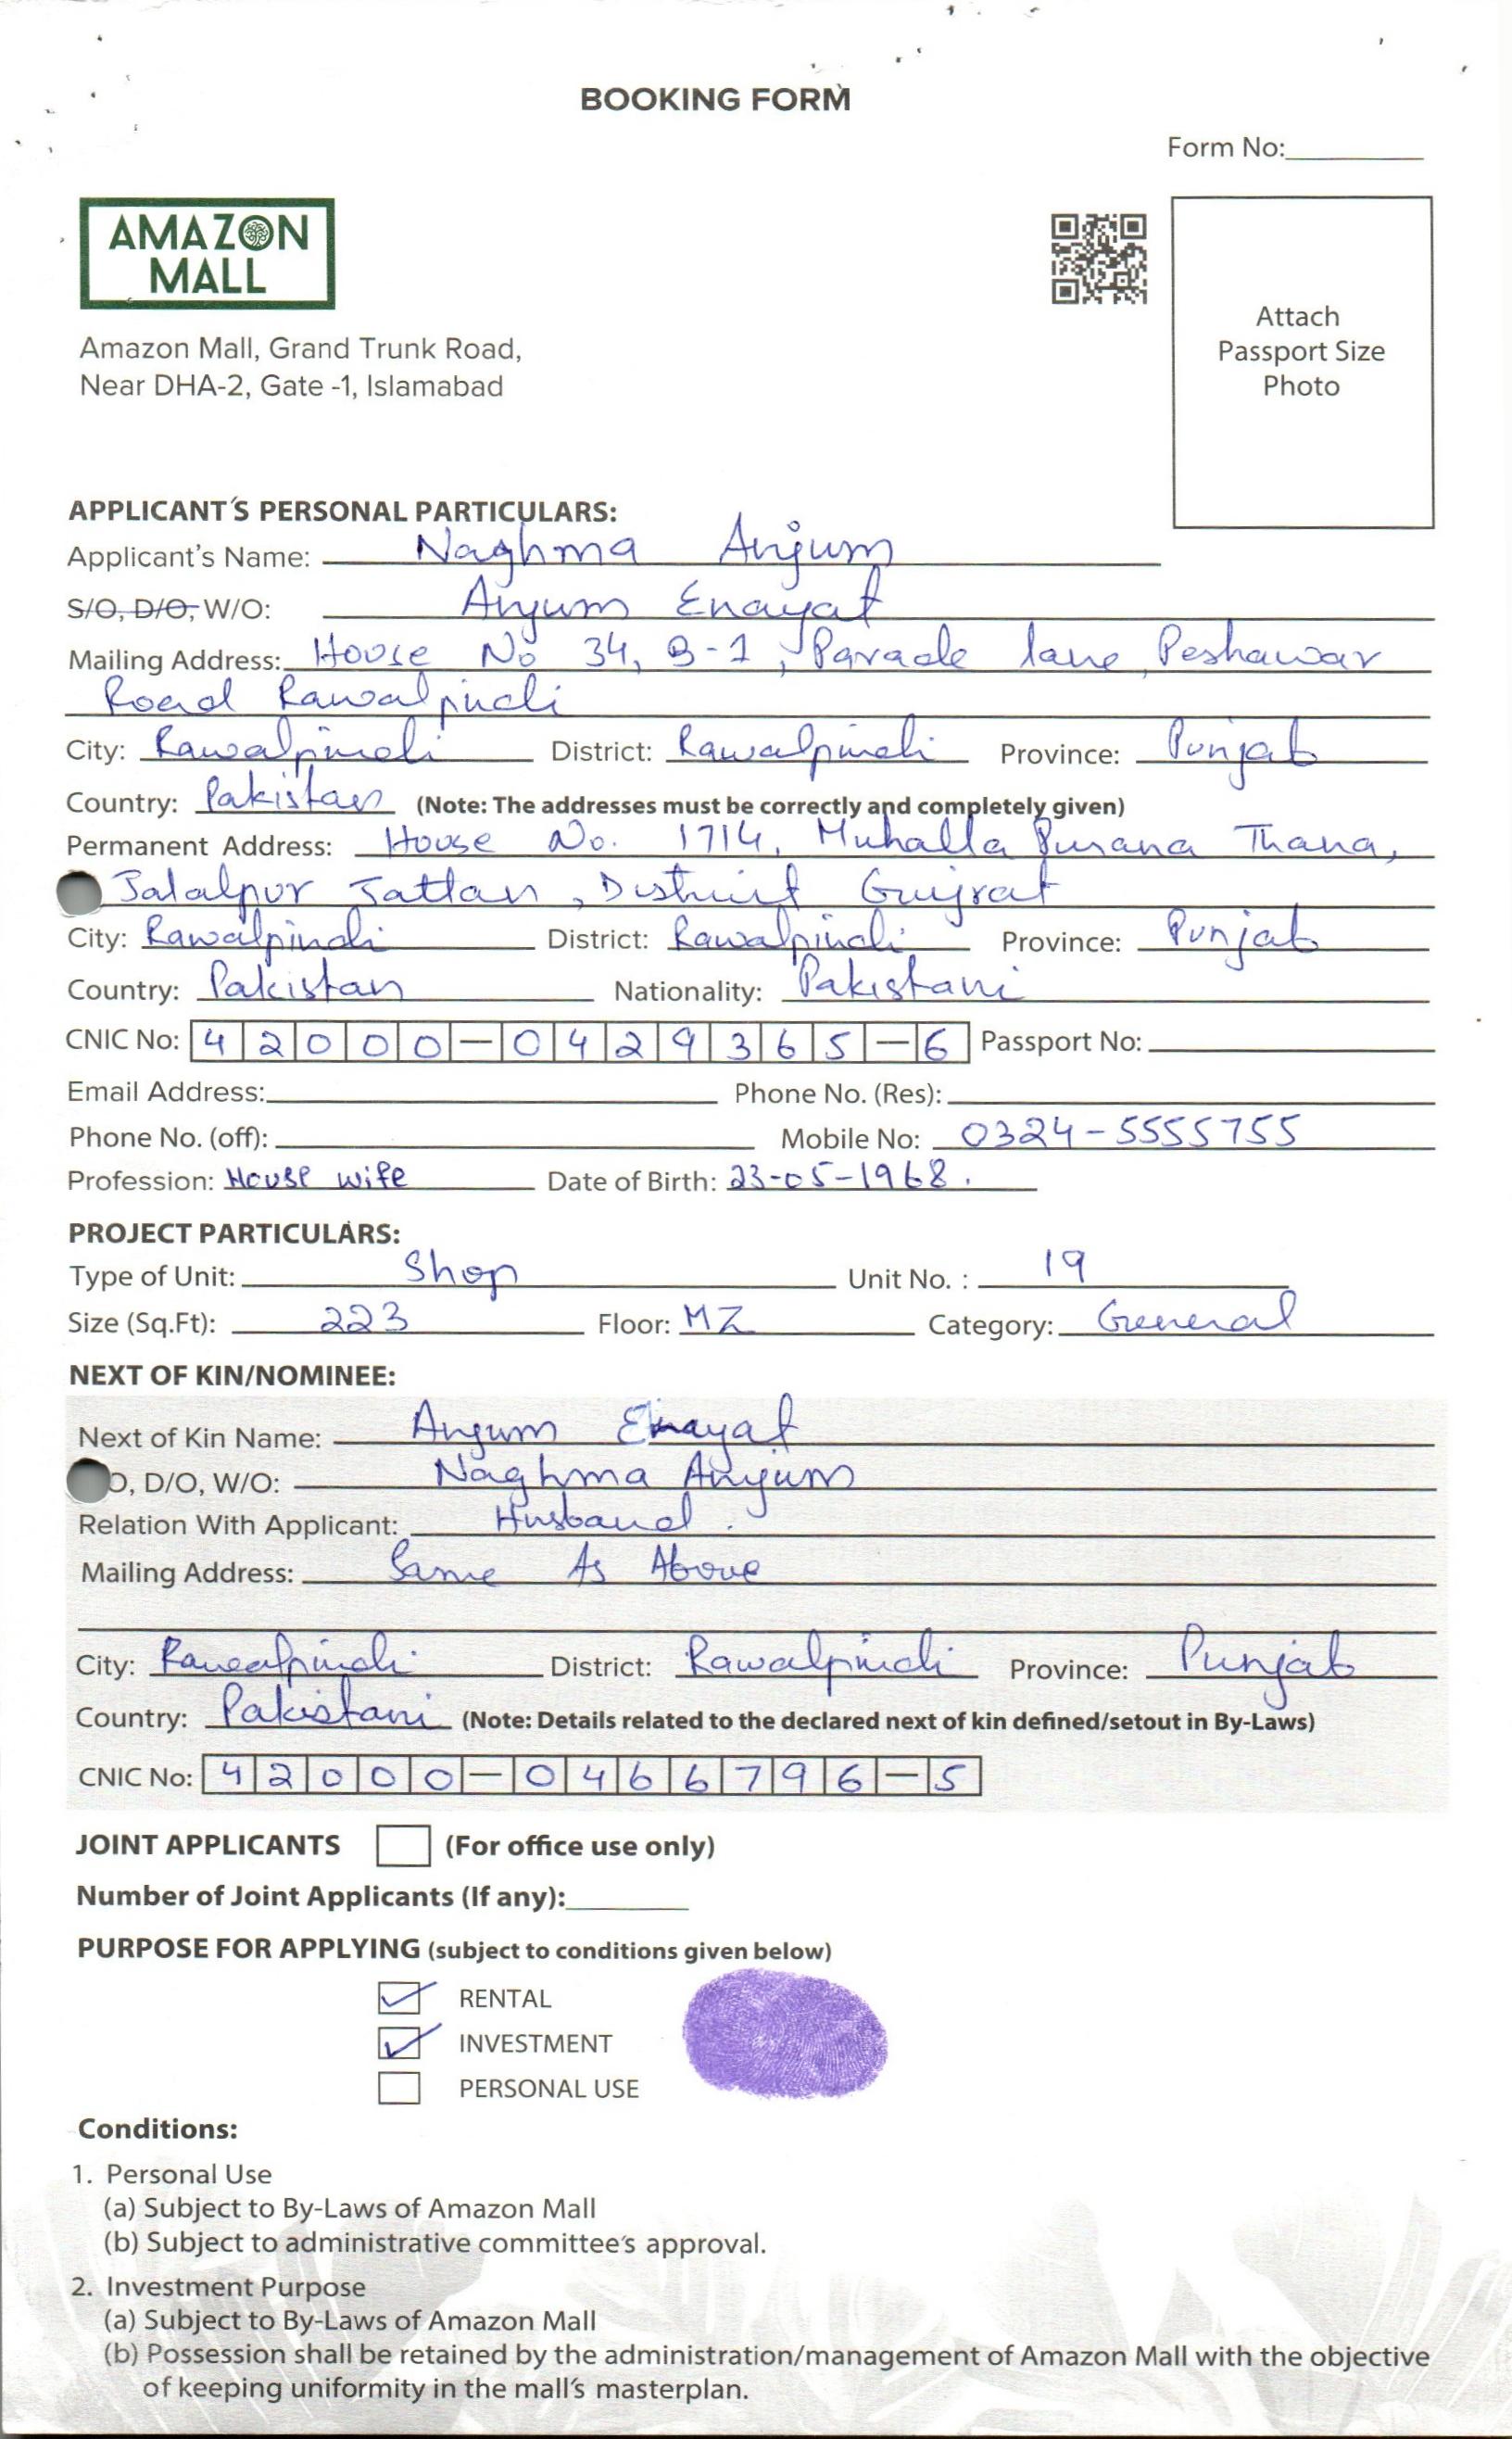 BOOKING FORM
Form No:
AMAZON
MALL
Attach
Passport Size
Photo
Amazon Mall, Grand Trunk Road,
Near DHA-2, Gate -1, Islamabad
APPLICANT'S PERSONAL PARTICULARS:
Applicant's Name: Naghma Anjum
S/O, D/O, W/O: Anjum Enayat
Mailing Address: House No 34, B-1, Parade lane, Peshawar
Road Rawalpindi
City: Rawalpindi District: Rawalpindi Province: Punjab
Country: Pakistan (Note: The addresses must be correctly and completely given)
Permanent Address: House No. 1714, Muhalla Purana Thana,
Jalalpur Jattan, District Gujrat
City: Rawalpindi District: Rawalpindi Province: Punjab
Country: Pakistan Nationality: Pakistani
CNIC No: 42000-0429365-6 Passport No:
Email Address: Phone No. (Res):
Phone No. (off): Mobile No: 0324-5555755
Profession: House wife Date of Birth: 23-05-1968.
PROJECT PARTICULARS:
Type of Unit: Shop Unit No. : 19
Size (Sq.Ft): 223 Floor: MZ Category: General
NEXT OF KIN/NOMINEE:
Next of Kin Name: Anjum Enayat
O, D/O, W/O: Naghma Anjum
Relation With Applicant: Husband.
Mailing Address: Same As Above
City: Rawalpindi District: Rawalpindi Province: Punjab
Country: Pakistani (Note: Details related to the declared next of kin defined/setout in By-Laws)
CNIC No: 42000-0466796-5
JOINT APPLICANTS (For office use only)
Number of Joint Applicants (If any):
PURPOSE FOR APPLYING (subject to conditions given below)
RENTAL
INVESTMENT
PERSONAL USE
Conditions:
1. Personal Use
(a) Subject to By-Laws of Amazon Mall
(b) Subject to administrative committee's approval.
2. Investment Purpose
(a) Subject to By-Laws of Amazon Mall
(b) Possession shall be retained by the administration/management of Amazon Mall with the objective
of keeping uniformity in the mall's masterplan.